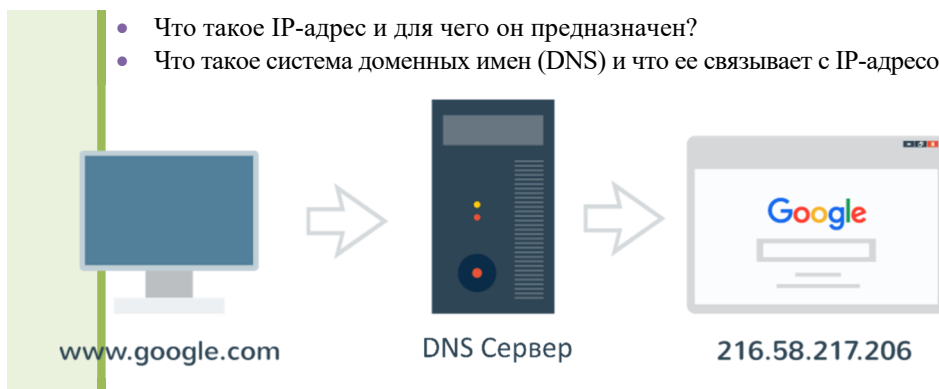 Что такое IP-адрес и для чего он предназначен?
Что такое система доменных имен (DNS) и что ее связывает с IP-адресо
Google
www.google.com
DNS Сервер
216.58.217.206